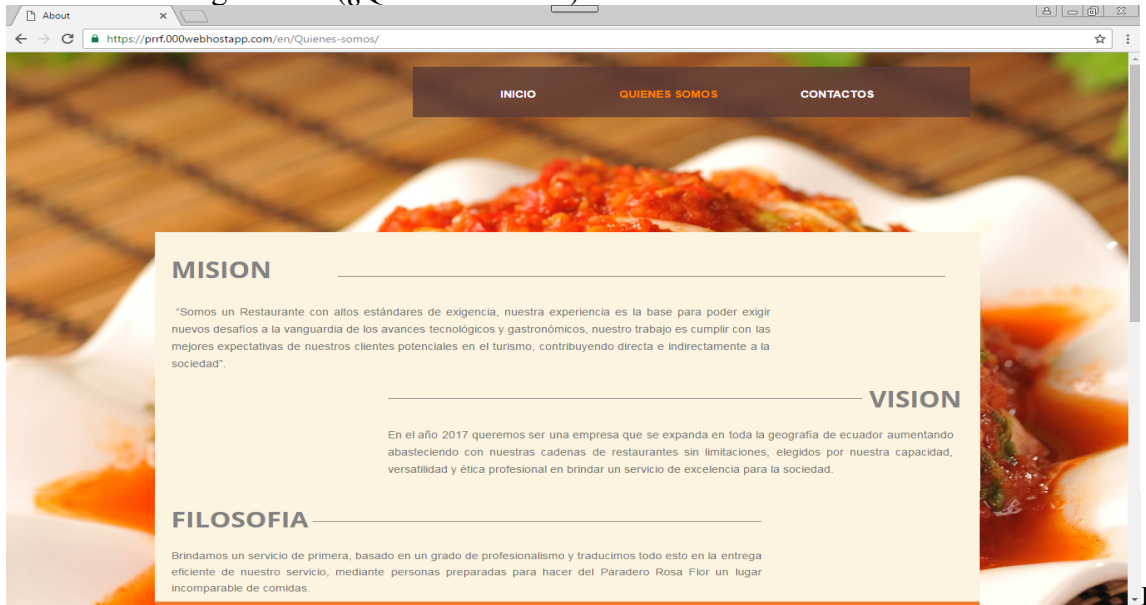 About
https://prrf.000webhostapp.com/en/Quienes-somos/
INICIO QUIENES SOMOS CONTACTOS
MISION
“Somos un Restaurante con altos estándares de exigencia, nuestra experiencia es la base para poder exigir
nuevos desafíos a la vanguardia de los avances tecnológicos y gastronómicos, nuestro trabajo es cumplir con las
mejores expectativas de nuestros clientes potenciales en el turismo, contribuyendo directa e indirectamente a la
sociedad”.
VISION
En el año 2017 queremos ser una empresa que se expanda en toda la geografía de ecuador aumentando
abasteciendo con nuestras cadenas de restaurantes sin limitaciones, elegidos por nuestra capacidad,
versatilidad y ética profesional en brindar un servicio de excelencia para la sociedad.
FILOSOFIA
Brindamos un servicio de primera, basado en un grado de profesionalismo y traducimos todo esto en la entrega
eficiente de nuestro servicio, mediante personas preparadas para hacer del Paradero Rosa Flor un lugar
incomparable de comidas.